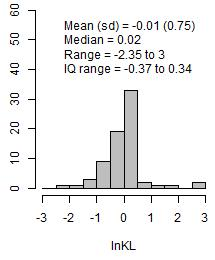 Mean (sd) = -0.01 (0.75)
Median = 0.02
Range = -2.35 to 3
IQ range = -0.37 to 0.34
60
50
40
30
20
10
0
-3 -2 -1 0 1 2 3
lnKL